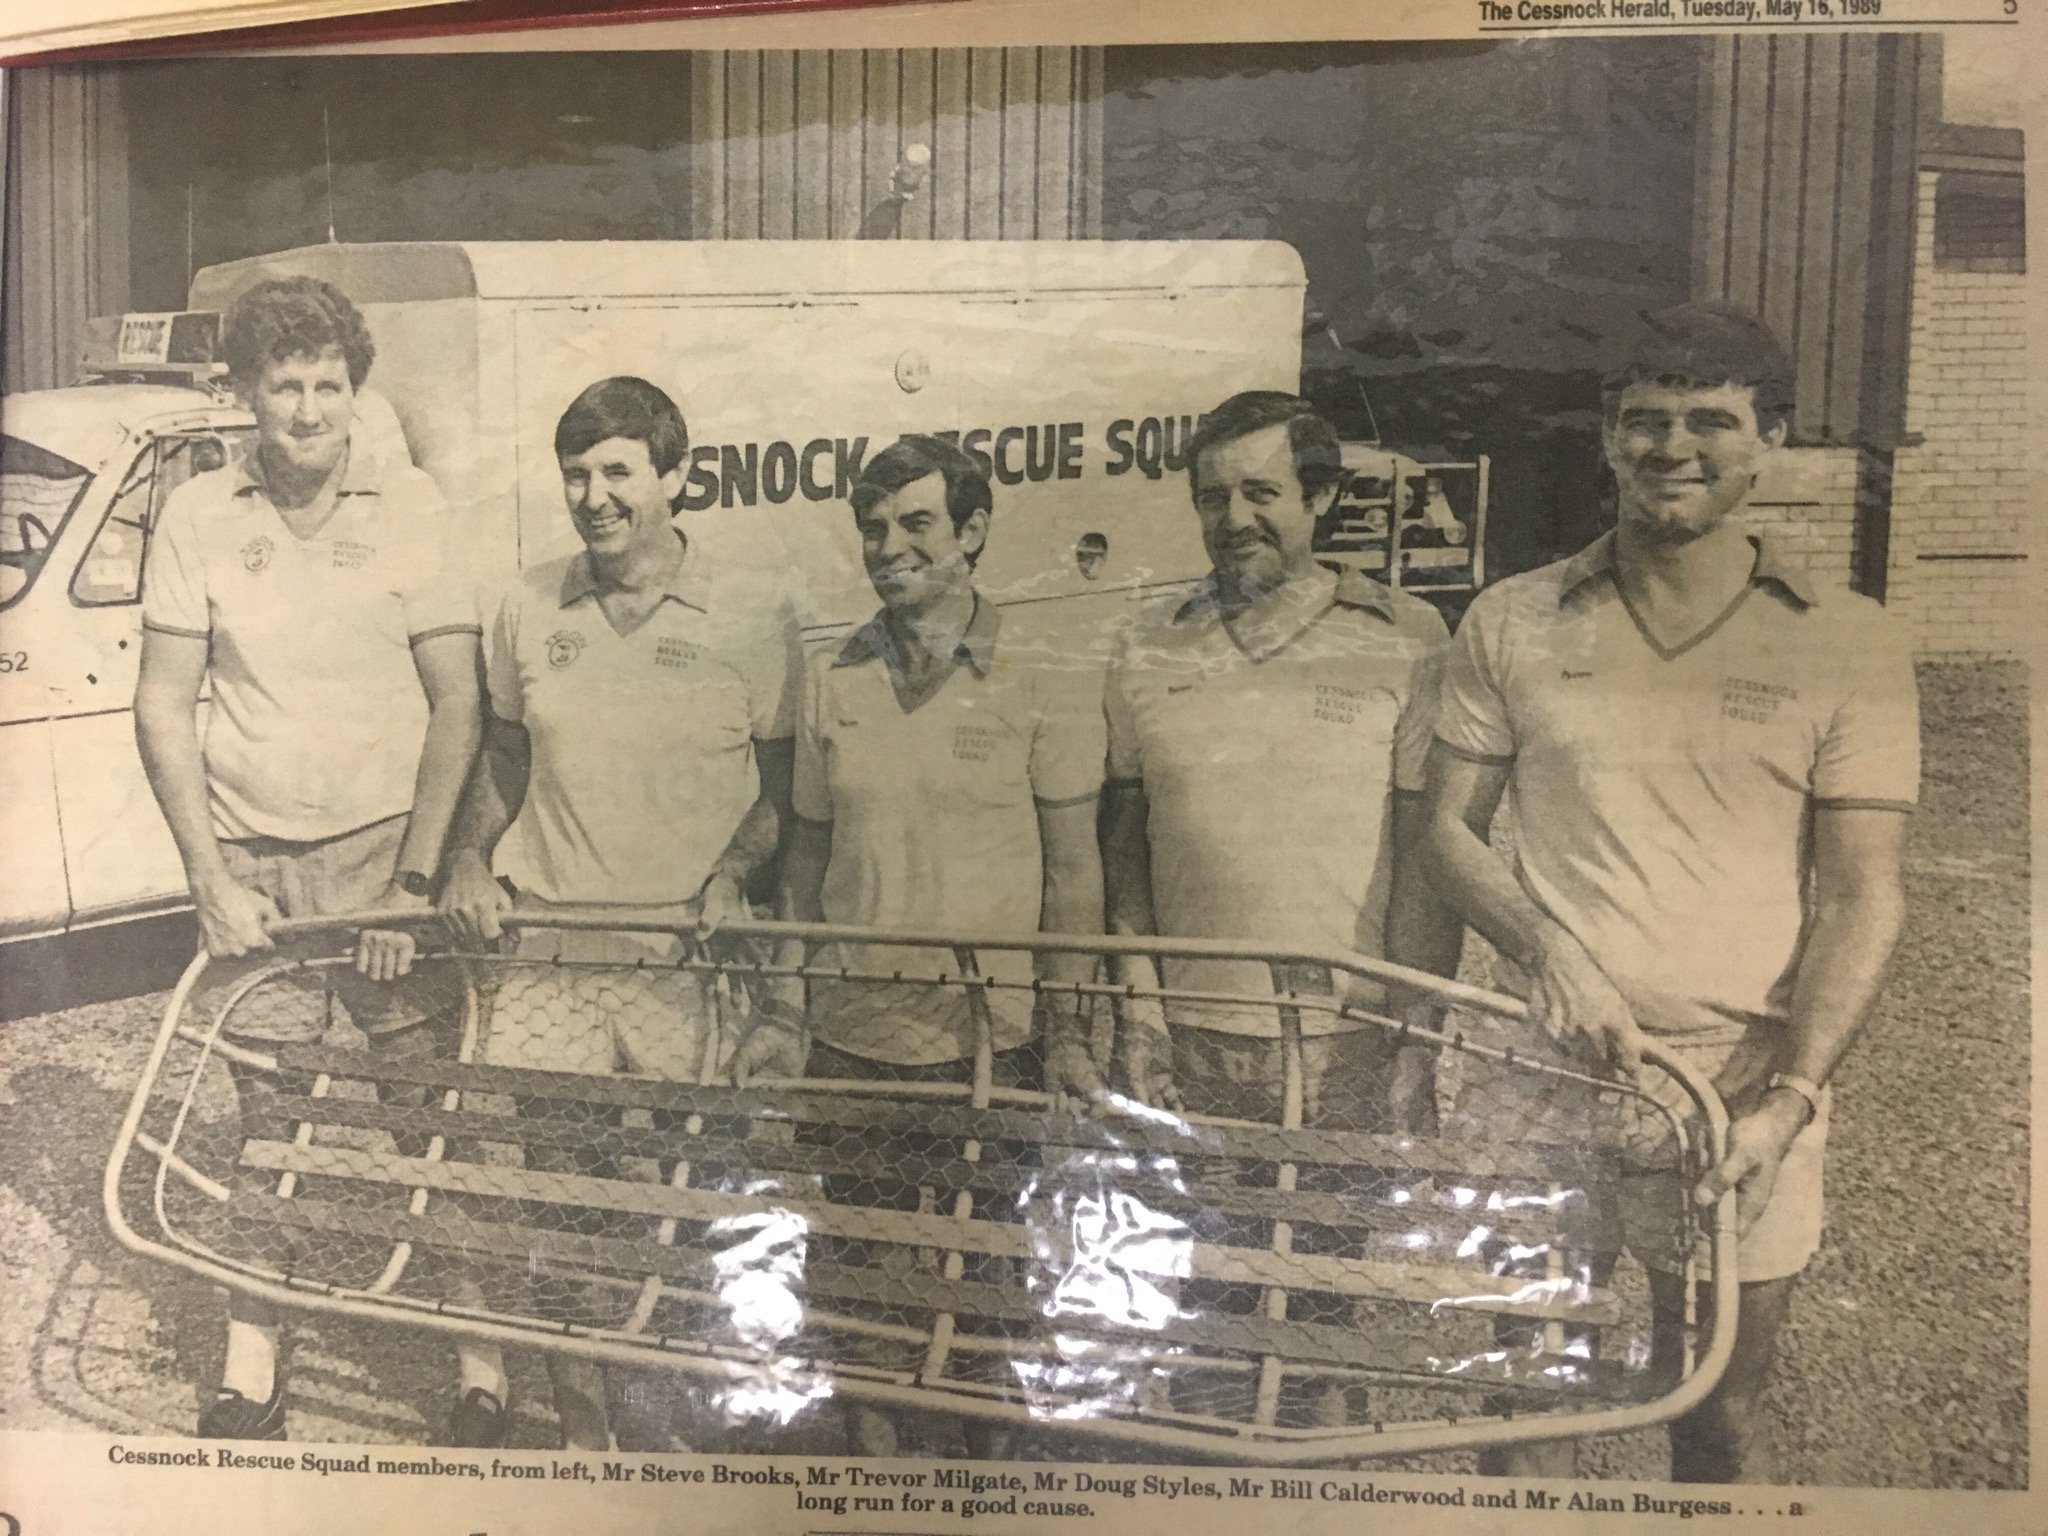 The Cessnock Herald, Tuesday, May 16, 1989 5
RESCUE
SNOCK RESCUE SQU
52
CESSNOCK
RESCUE
SQUAD
CESSNOCK
RESCUE
SQUAD
CESSNOCK
RESCUE
SQUAD
CESSNOCK
RESCUE
SQUAD
CESSNOCK
RESCUE
SQUAD
Cessnock Rescue Squad members, from left, Mr Steve Brooks, Mr Trevor Milgate, Mr Doug Styles, Mr Bill Calderwood and Mr Alan Burgess . . . a
long run for a good cause.